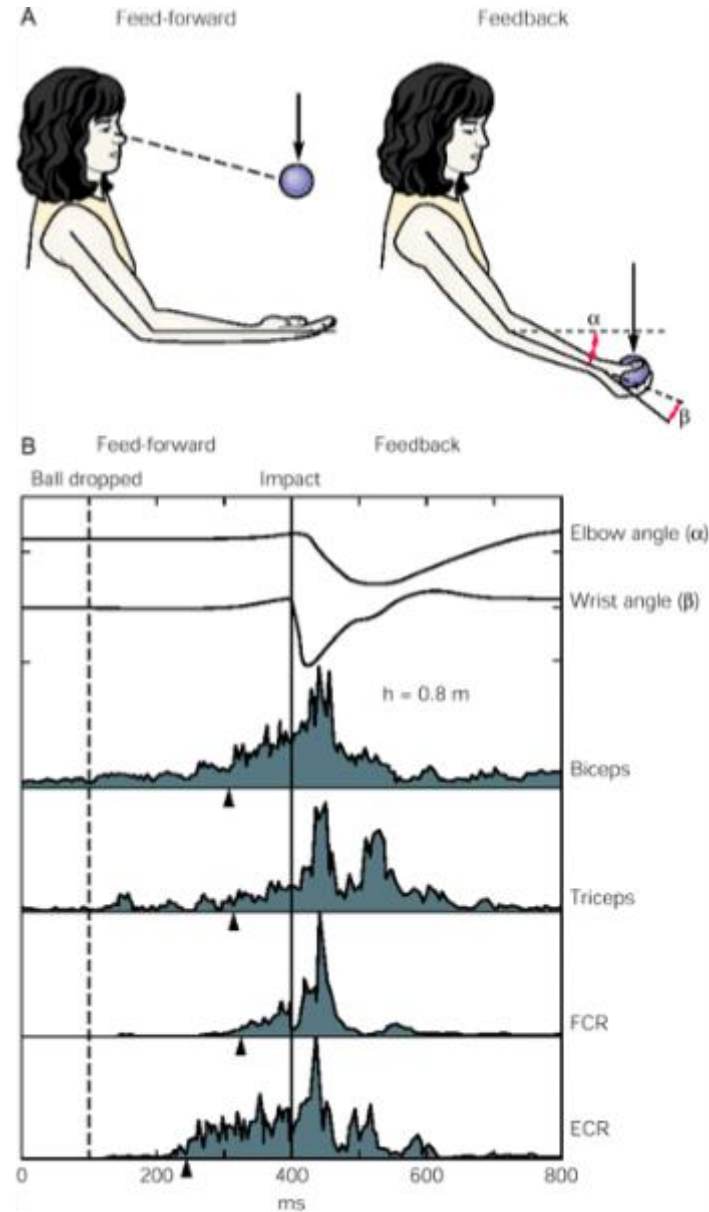 A
Feed-forward
Feedback
α
β
B
Feed-forward
Feedback
Ball dropped
Impact
Elbow angle (α)
Wrist angle (β)
h = 0.8 m
Biceps
Triceps
FCR
ECR
0 200 400 600 800
ms